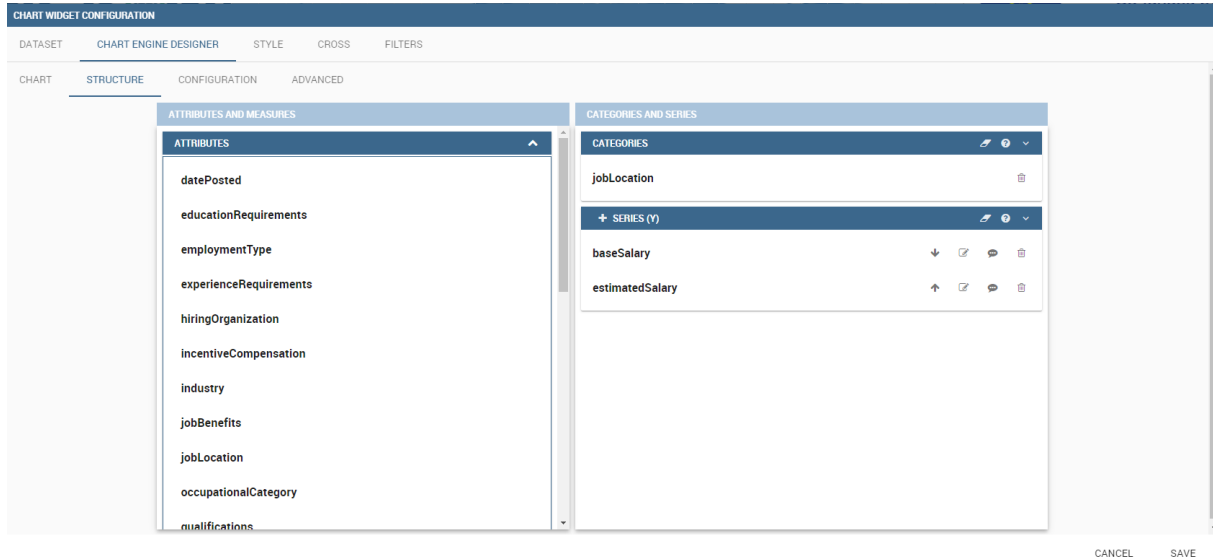 CHART WIDGET CONFIGURATION
DATASET CHART ENGINE DESIGNER STYLE CROSS FILTERS
CHART STRUCTURE CONFIGURATION ADVANCED
ATTRIBUTES AND MEASURES
ATTRIBUTES
datePosted
educationRequirements
employmentType
experienceRequirements
hiringOrganization
incentiveCompensation
industry
jobBenefits
jobLocation
occupationalCategory
qualifications
CATEGORIES AND SERIES
CATEGORIES
jobLocation
+ SERIES (Y)
baseSalary
estimatedSalary
CANCEL SAVE